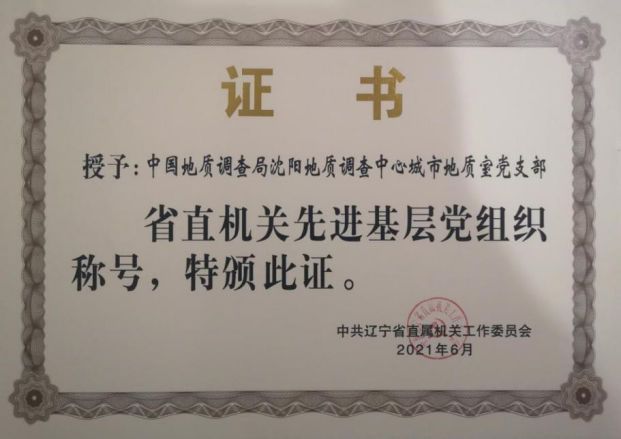 证 书
授予：中国地质调查局沈阳地质调查中心城市地质室党支部
省直机关先进基层党组织
称号，特颁此证。
中共辽宁省直属机关工作委员会
2021年6月